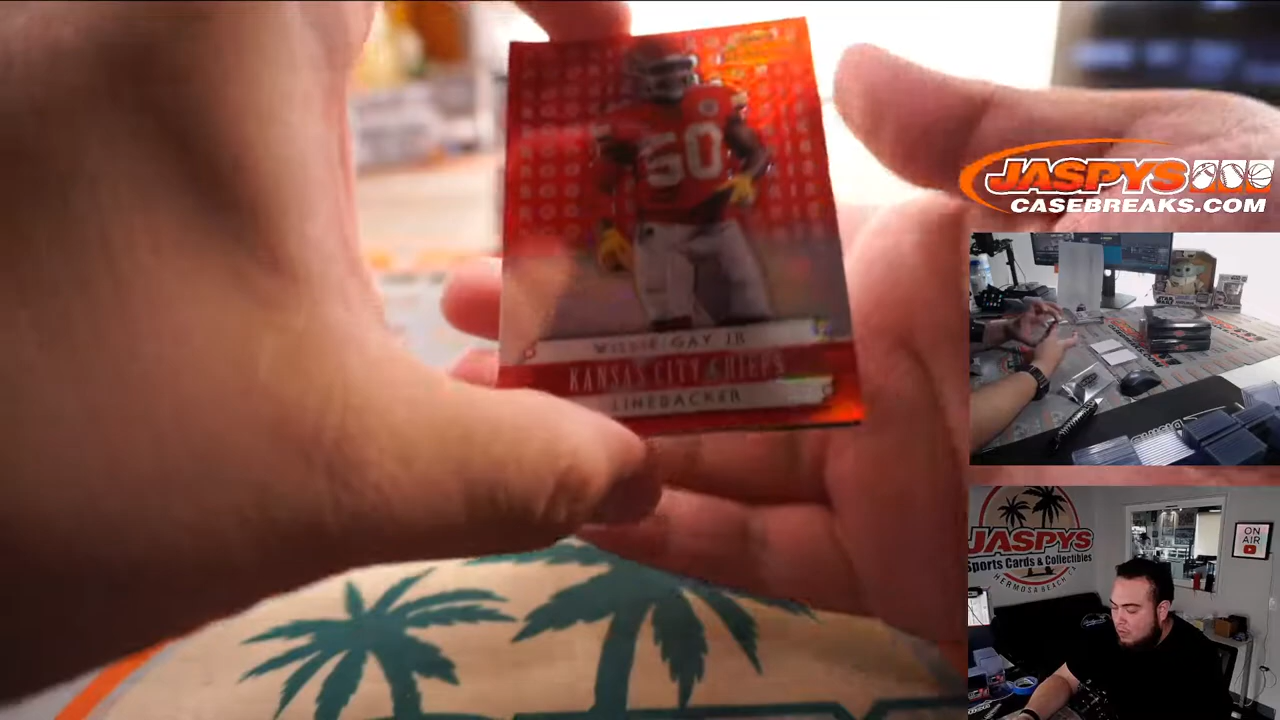 50
WILLIE GAY JR
KANSAS CITY CHIEFS
LINEBACKER
JASPYS
CASEBREAKS.COM
JASPYS
Sports Cards & Collectibles
HERMOSA BEACH, CA
ON
AIR